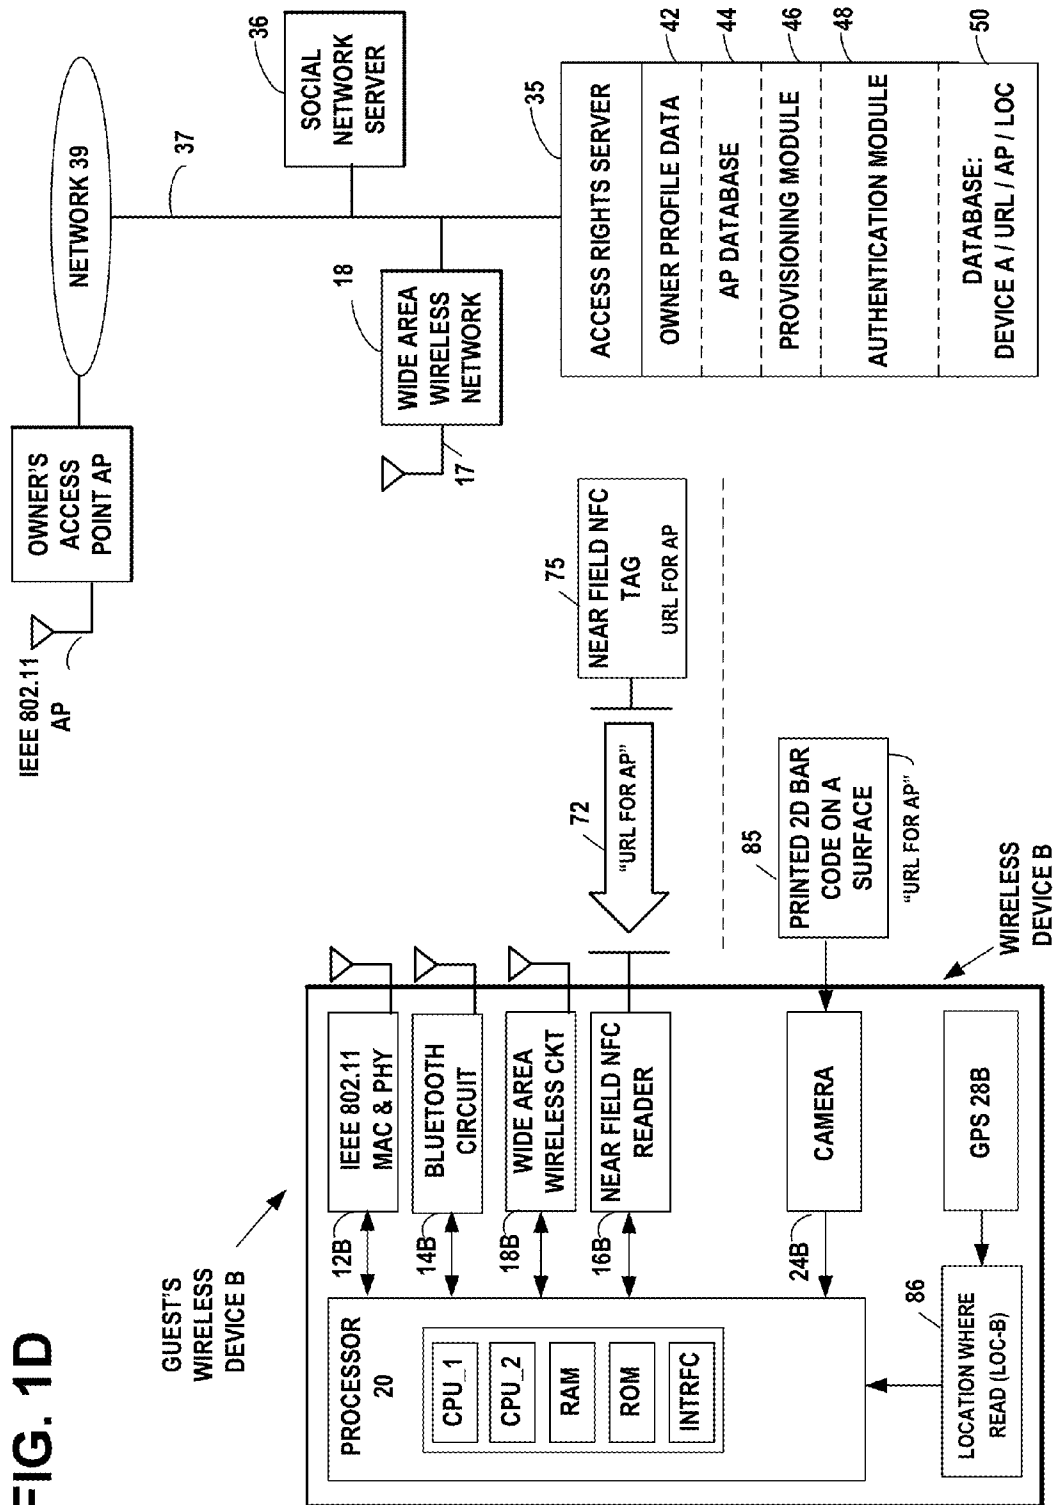 FIG. 1D
GUEST'S
WIRELESS
DEVICE B
PROCESSOR
20
CPU_1
CPU_2
RAM
ROM
INTRFC
12B
IEEE 802.11
MAC & PHY
14B
BLUETOOTH
CIRCUIT
18B
WIDE AREA
WIRELESS CKT
16B
NEAR FIELD NFC
READER
24B
CAMERA
86
LOCATION WHERE
READ (LOC-B)
GPS 28B
WIRELESS
DEVICE B
72
"URL FOR AP"
75
NEAR FIELD NFC
TAG
URL FOR AP
85
PRINTED 2D BAR
CODE ON A
SURFACE
"URL FOR AP"
IEEE 802.11
AP
OWNER'S
ACCESS
POINT AP
NETWORK 39
37
17
18
WIDE AREA
WIRELESS
NETWORK
36
SOCIAL
NETWORK
SERVER
35
ACCESS RIGHTS SERVER
OWNER PROFILE DATA
42
AP DATABASE
44
PROVISIONING MODULE
46
AUTHENTICATION MODULE
48
DATABASE:
DEVICE A / URL / AP / LOC
50